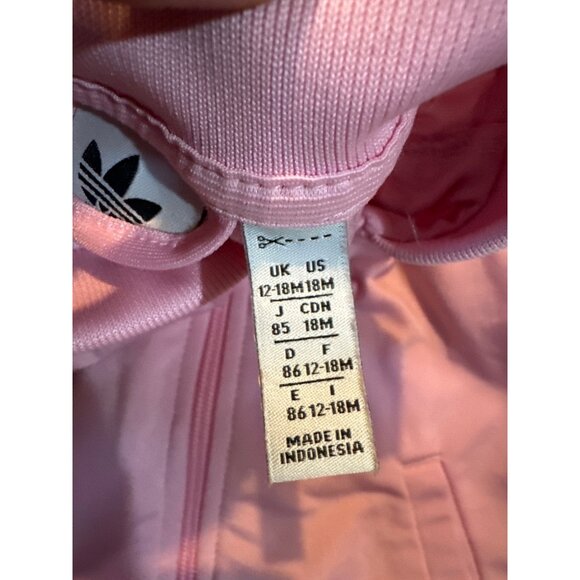 UK US
12-18M 18M
J CDN
85 18M
D F
86 12-18M
E I
86 12-18M
MADE IN
INDONESIA